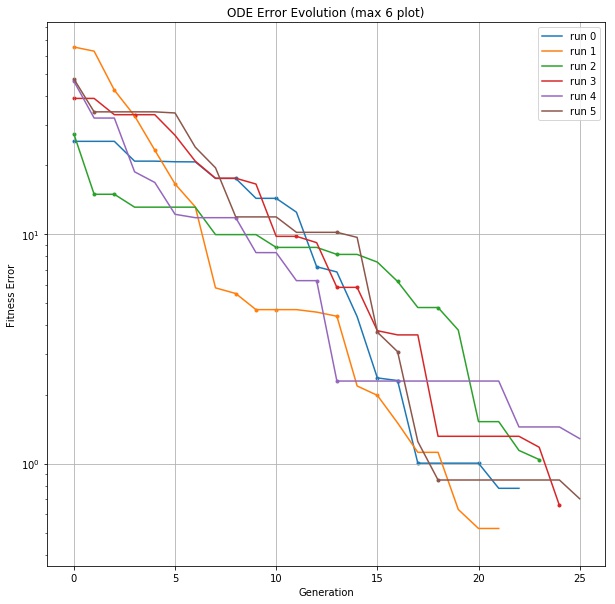 ODE Error Evolution (max 6 plot)
run 0
run 1
run 2
run 3
run 4
run 5
10¹
10⁰
Fitness Error
0 5 10 15 20 25
Generation